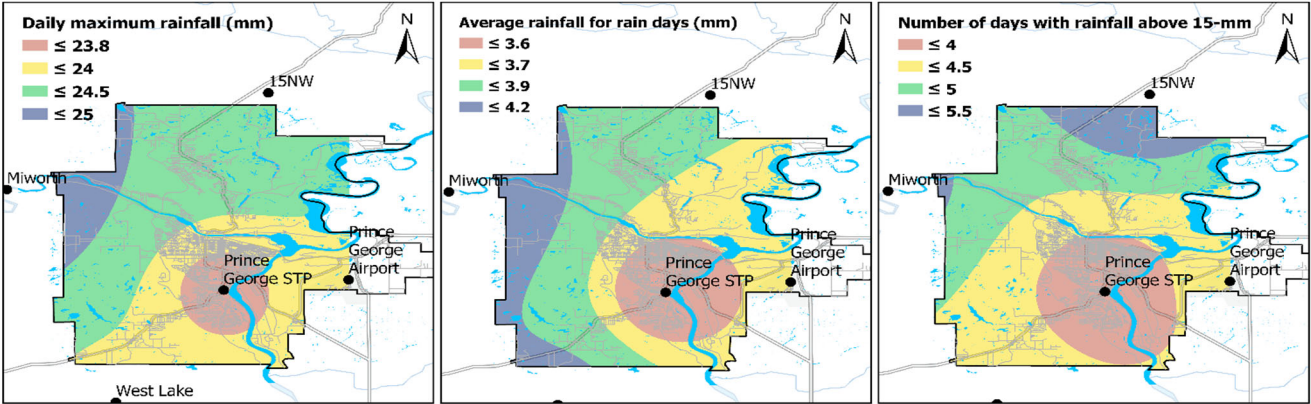 Daily maximum rainfall (mm)
≤ 23.8
≤ 24
≤ 24.5
≤ 25
N
15NW
Miworth
Prince
George
Airport
Prince
George STP
West Lake
Average rainfall for rain days (mm)
≤ 3.6
≤ 3.7
≤ 3.9
≤ 4.2
N
15NW
Miworth
Prince
George
Airport
Prince
George STP
Number of days with rainfall above 15-mm
≤ 4
≤ 4.5
≤ 5
≤ 5.5
N
15NW
Miworth
Prince
George
Airport
Prince
George STP